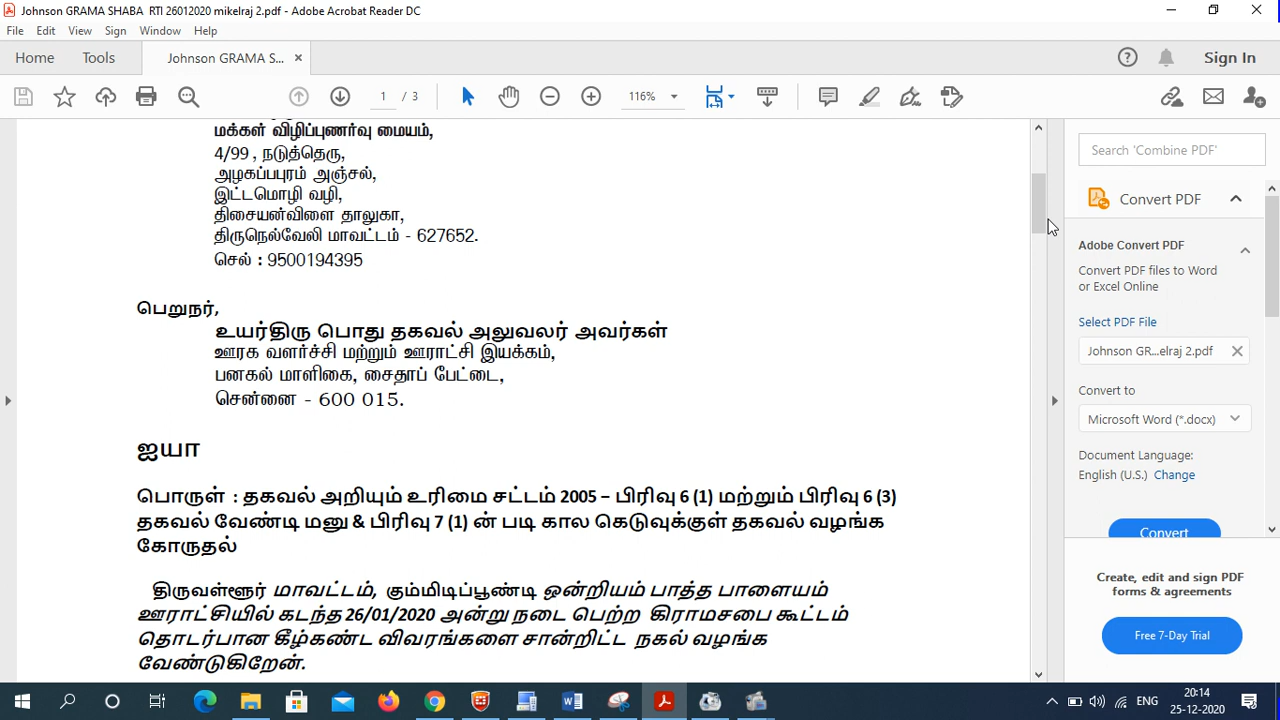 Johnson GRAMA SHABA RTI 26012020 mikelraj 2.pdf - Adobe Acrobat Reader DC
File Edit View Sign Window Help
Home Tools Johnson GRAMA S... × Sign In
1 / 3 116%
மக்கள் விழிப்புணர்வு மையம்,
4/99 , நடுத்தெரு,
அழகப்பபுரம் அஞ்சல்,
இட்டமொழி வழி,
திசையன்விளை தாலுகா,
திருநெல்வேலி மாவட்டம் - 627652.
செல் : 9500194395
பெறுநர்,
உயர்திரு பொது தகவல் அலுவலர் அவர்கள்
ஊரக வளர்ச்சி மற்றும் ஊராட்சி இயக்கம்,
பனகல் மாளிகை, சைதாப் பேட்டை,
சென்னை - 600 015.
ஐயா
பொருள் : தகவல் அறியும் உரிமை சட்டம் 2005 – பிரிவு 6 (1) மற்றும் பிரிவு 6 (3)
தகவல் வேண்டி மனு & பிரிவு 7 (1) ன் படி கால கெடுவுக்குள் தகவல் வழங்க
கோருதல்
திருவள்ளூர் மாவட்டம், கும்மிடிப்பூண்டி ஒன்றியம் பாத்த பாளையம்
ஊராட்சியில் கடந்த 26/01/2020 அன்று நடை பெற்ற கிராமசபை கூட்டம்
தொடர்பான கீழ்கண்ட விவரங்களை சான்றிட்ட நகல் வழங்க
வேண்டுகிறேன்.
Search 'Combine PDF'
Convert PDF
Adobe Convert PDF
Convert PDF files to Word
or Excel Online
Select PDF File
Johnson GR...elraj 2.pdf
Convert to
Microsoft Word (*.docx)
Document Language:
English (U.S.) Change
Convert
Create, edit and sign PDF
forms & agreements
Free 7-Day Trial
ENG
20:14
25-12-2020